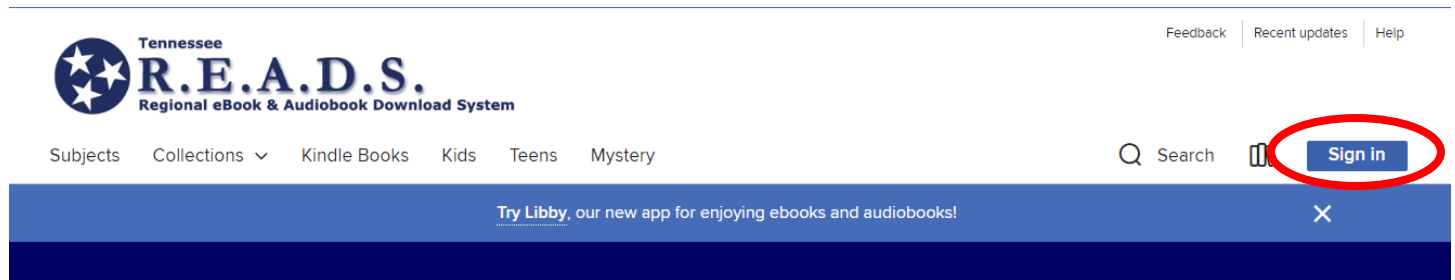 Feedback Recent updates Help
Tennessee
R.E.A.D.S.
Regional eBook & Audiobook Download System
Subjects Collections Kindle Books Kids Teens Mystery Search Sign in
Try Libby, our new app for enjoying ebooks and audiobooks!